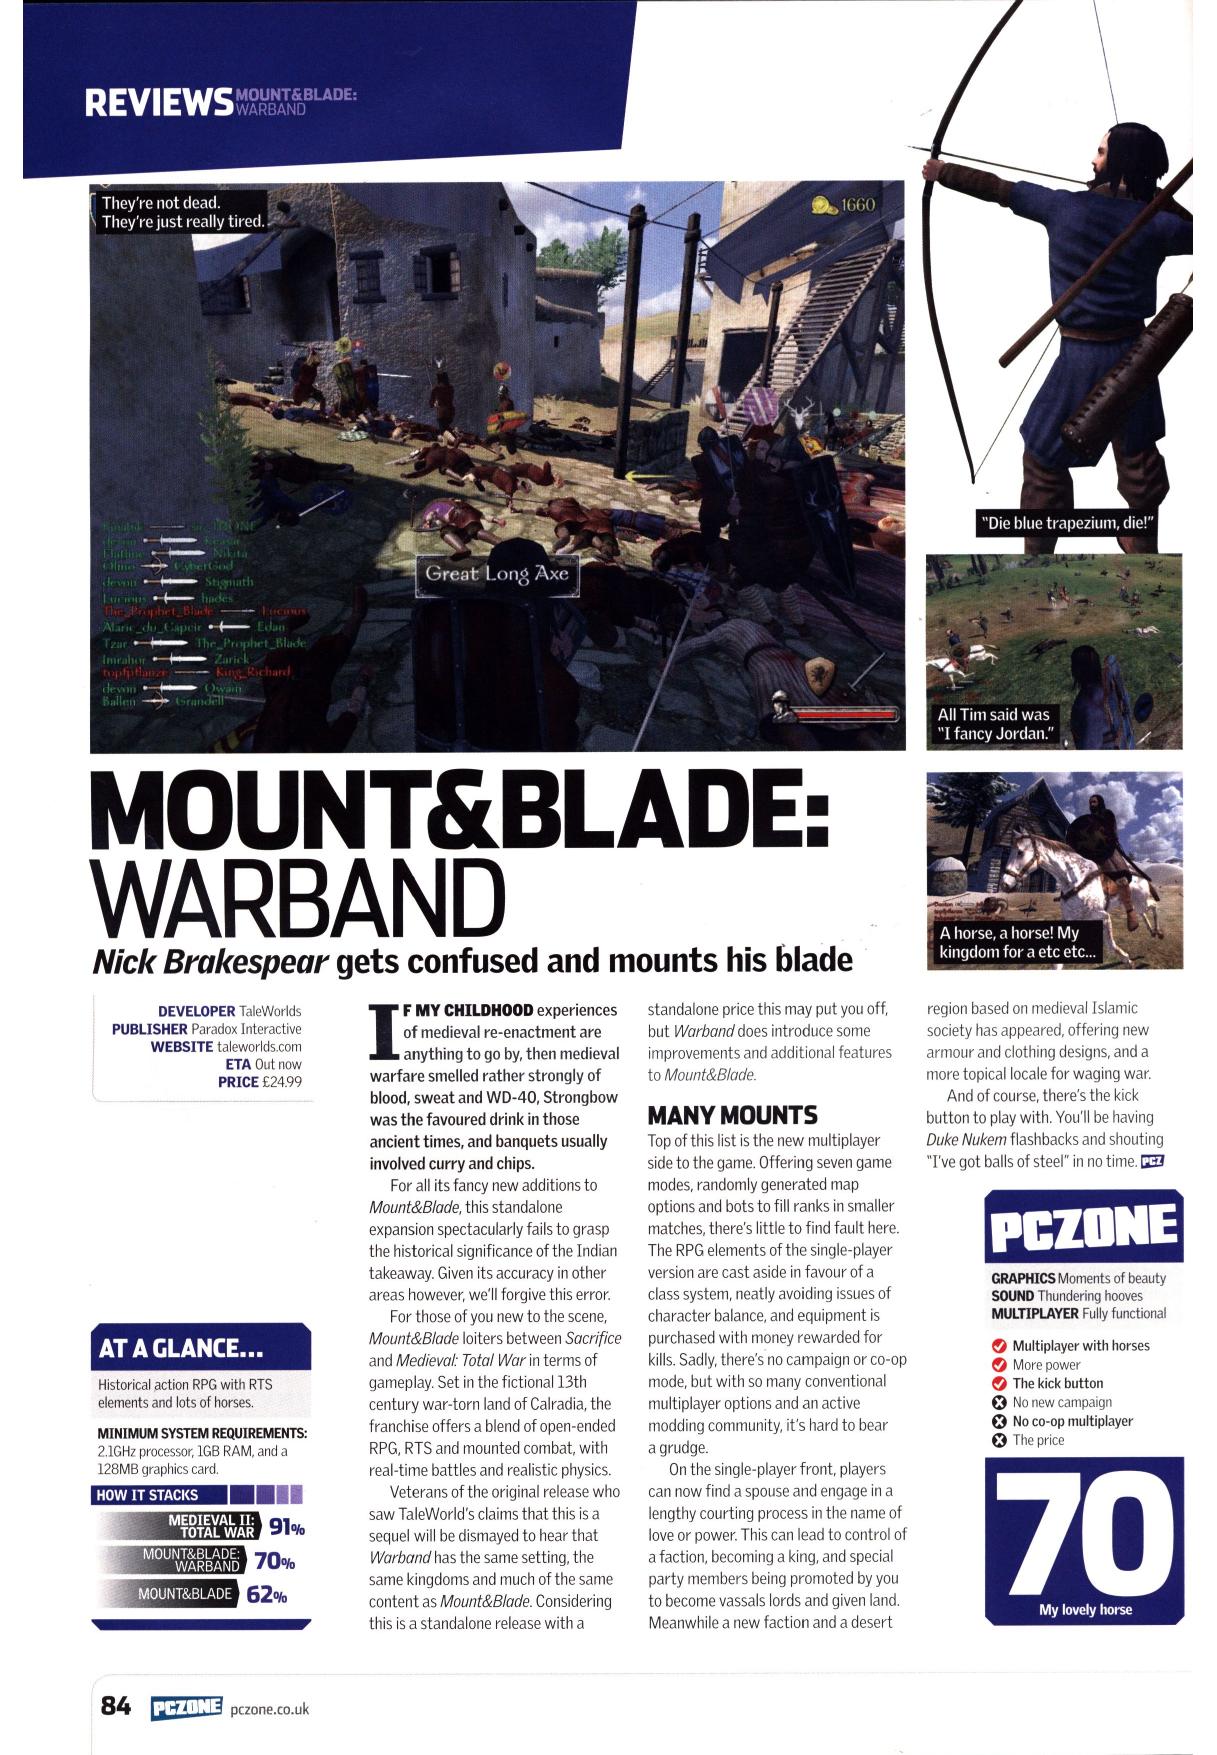 REVIEWS MOUNT&BLADE:
WARBAND
They're not dead.
They're just really tired.
1660
Great Long Axe
devon Keasa
Flatline Nikita
Olmo CyberGod
devon Stigmath
Lucinus hades
The_Prophet_Blade Lucinus
Alaric_du_Capcir Edan
Tzar The_Prophet_Blade
Imrahor Zarick
topfpflanze King_Richard
devon Owain
Ballen Grandell
"Die blue trapezium, die!"
All Tim said was
"I fancy Jordan."
A horse, a horse! My
kingdom for a etc etc...
MOUNT&BLADE:
WARBAND
Nick Brakespear gets confused and mounts his blade
DEVELOPER TaleWorlds
PUBLISHER Paradox Interactive
WEBSITE taleworlds.com
ETA Out now
PRICE £24.99
IF MY CHILDHOOD experiences
of medieval re-enactment are
anything to go by, then medieval
warfare smelled rather strongly of
blood, sweat and WD-40, Strongbow
was the favoured drink in those
ancient times, and banquets usually
involved curry and chips.
For all its fancy new additions to
Mount&Blade, this standalone
expansion spectacularly fails to grasp
the historical significance of the Indian
takeaway. Given its accuracy in other
areas however, we'll forgive this error.
For those of you new to the scene,
Mount&Blade loiters between Sacrifice
and Medieval: Total War in terms of
gameplay. Set in the fictional 13th
century war-torn land of Calradia, the
franchise offers a blend of open-ended
RPG, RTS and mounted combat, with
real-time battles and realistic physics.
Veterans of the original release who
saw TaleWorld's claims that this is a
sequel will be dismayed to hear that
Warband has the same setting, the
same kingdoms and much of the same
content as Mount&Blade. Considering
this is a standalone release with a
standalone price this may put you off,
but Warband does introduce some
improvements and additional features
to Mount&Blade.
MANY MOUNTS
Top of this list is the new multiplayer
side to the game. Offering seven game
modes, randomly generated map
options and bots to fill ranks in smaller
matches, there's little to find fault here.
The RPG elements of the single-player
version are cast aside in favour of a
class system, neatly avoiding issues of
character balance, and equipment is
purchased with money rewarded for
kills. Sadly, there's no campaign or co-op
mode, but with so many conventional
multiplayer options and an active
modding community, it's hard to bear
a grudge.
On the single-player front, players
can now find a spouse and engage in a
lengthy courting process in the name of
love or power. This can lead to control of
a faction, becoming a king, and special
party members being promoted by you
to become vassals lords and given land.
Meanwhile a new faction and a desert
region based on medieval Islamic
society has appeared, offering new
armour and clothing designs, and a
more topical locale for waging war.
And of course, there's the kick
button to play with. You'll be having
Duke Nukem flashbacks and shouting
"I've got balls of steel" in no time. PCZ
AT A GLANCE...
Historical action RPG with RTS
elements and lots of horses.
MINIMUM SYSTEM REQUIREMENTS:
2.1GHz processor, 1GB RAM, and a
128MB graphics card.
HOW IT STACKS
MEDIEVAL II:
TOTAL WAR 91%
MOUNT&BLADE:
WARBAND 70%
MOUNT&BLADE 62%
PCZONE
GRAPHICS Moments of beauty
SOUND Thundering hooves
MULTIPLAYER Fully functional
Multiplayer with horses
More power
The kick button
No new campaign
No co-op multiplayer
The price
70
My lovely horse
84 PCZONE pczone.co.uk